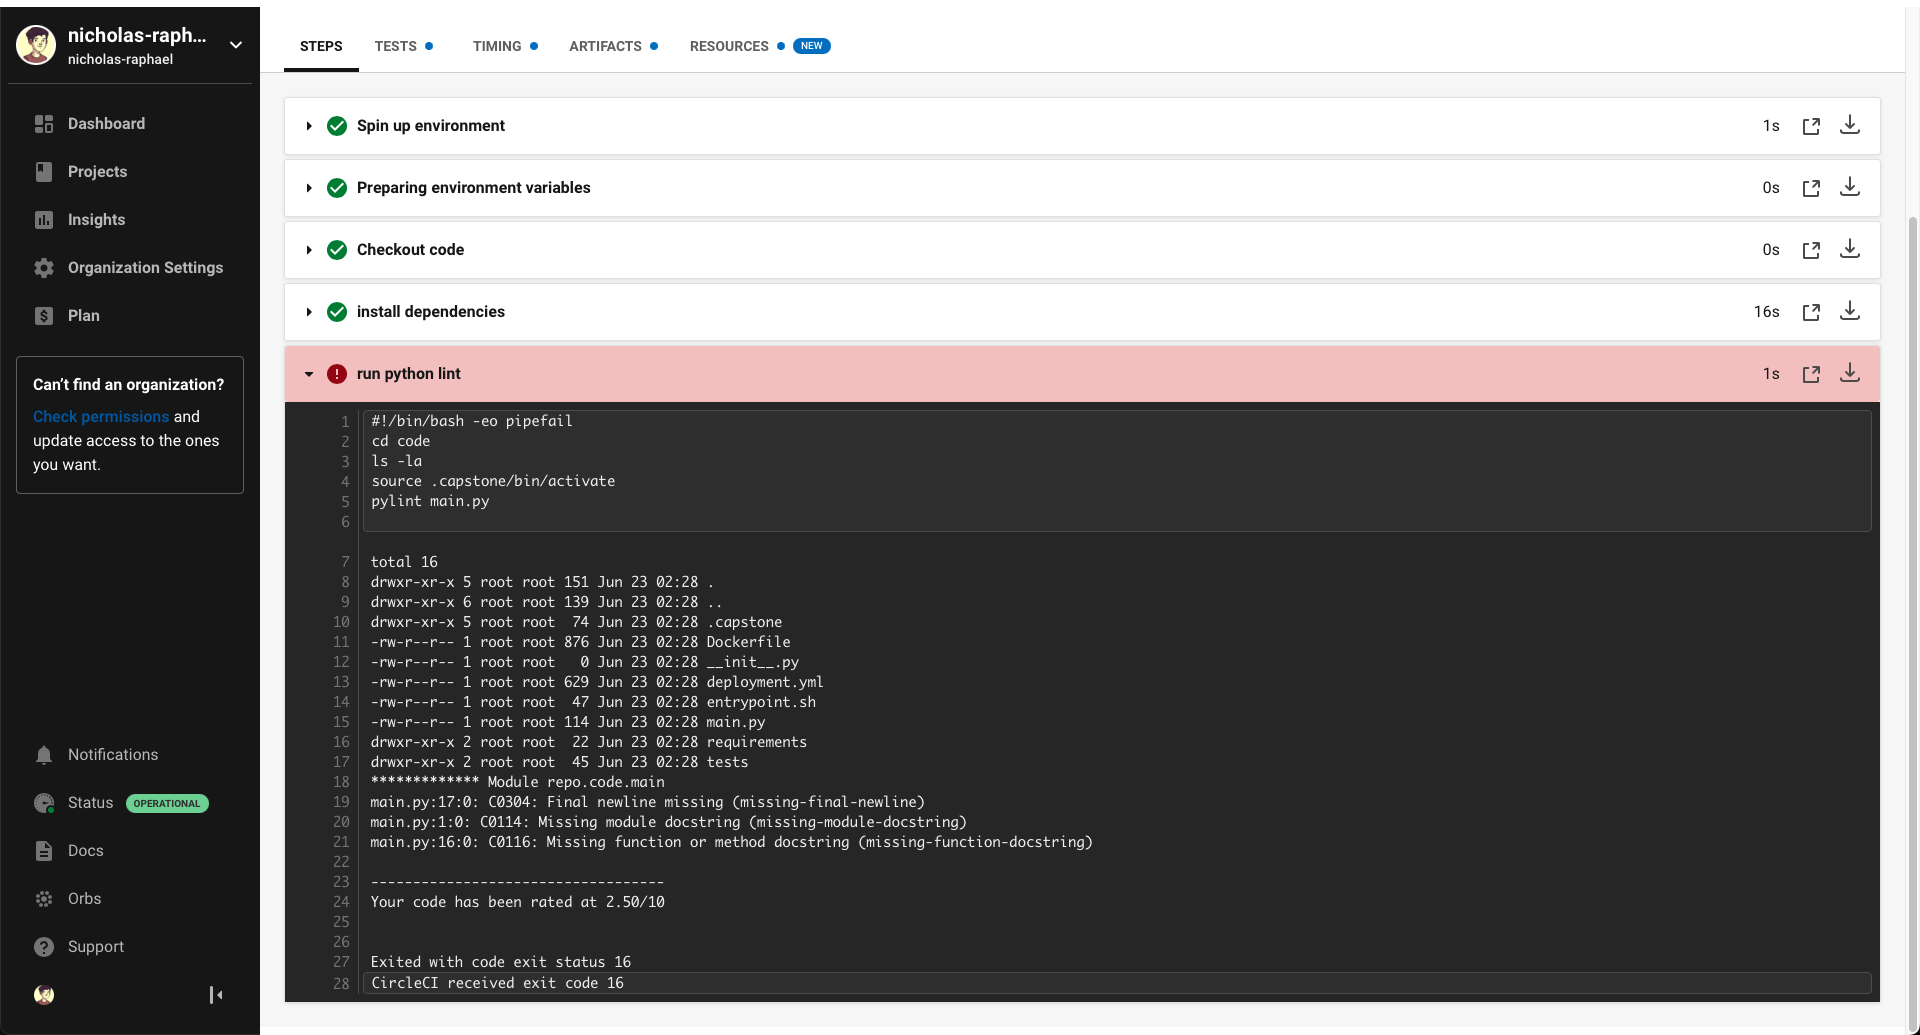 nicholas-raph...
nicholas-raphael
Dashboard
Projects
Insights
Organization Settings
Plan
Can't find an organization?
Check permissions and
update access to the ones
you want.
Notifications
Status OPERATIONAL
Docs
Orbs
Support
STEPS TESTS TIMING ARTIFACTS RESOURCES NEW
Spin up environment 1s
Preparing environment variables 0s
Checkout code 0s
install dependencies 16s
run python lint 1s
1 #!/bin/bash -eo pipefail
2 cd code
3 ls -la
4 source .capstone/bin/activate
5 pylint main.py
6
7 total 16
8 drwxr-xr-x 5 root root 151 Jun 23 02:28 .
9 drwxr-xr-x 6 root root 139 Jun 23 02:28 ..
10 drwxr-xr-x 5 root root  74 Jun 23 02:28 .capstone
11 -rw-r--r-- 1 root root 876 Jun 23 02:28 Dockerfile
12 -rw-r--r-- 1 root root   0 Jun 23 02:28 __init__.py
13 -rw-r--r-- 1 root root 629 Jun 23 02:28 deployment.yml
14 -rw-r--r-- 1 root root  47 Jun 23 02:28 entrypoint.sh
15 -rw-r--r-- 1 root root 114 Jun 23 02:28 main.py
16 drwxr-xr-x 2 root root  22 Jun 23 02:28 requirements
17 drwxr-xr-x 2 root root  45 Jun 23 02:28 tests
18 ************* Module repo.code.main
19 main.py:17:0: C0304: Final newline missing (missing-final-newline)
20 main.py:1:0: C0114: Missing module docstring (missing-module-docstring)
21 main.py:16:0: C0116: Missing function or method docstring (missing-function-docstring)
22
23 -----------------------------------
24 Your code has been rated at 2.50/10
25
26
27 Exited with code exit status 16
28 CircleCI received exit code 16